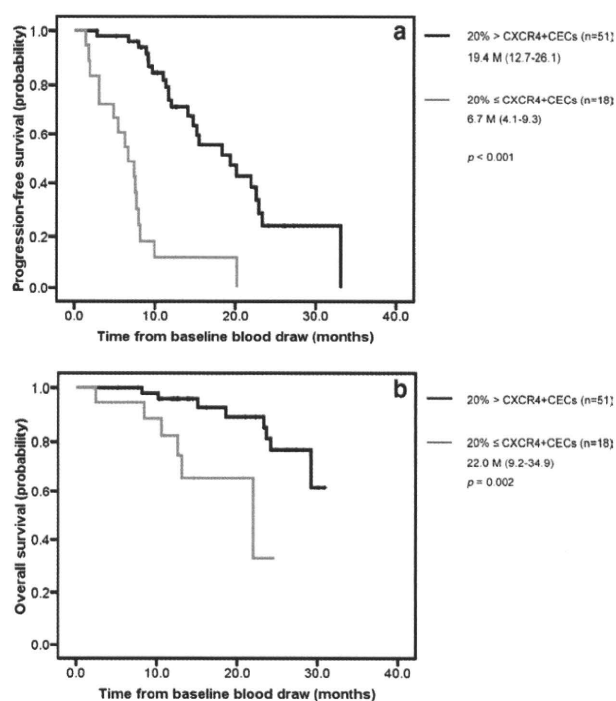 a
Progression-free survival (probability)
1.0
0.8
0.6
0.4
0.2
0.0
0.0 10.0 20.0 30.0 40.0
Time from baseline blood draw (months)
20% > CXCR4+CECs (n=51)
19.4 M (12.7-26.1)
20% ≤ CXCR4+CECs (n=18)
6.7 M (4.1-9.3)
p < 0.001
b
Overall survival (probability)
1.0
0.8
0.6
0.4
0.2
0.0
0.0 10.0 20.0 30.0 40.0
Time from baseline blood draw (months)
20% > CXCR4+CECs (n=51)
20% ≤ CXCR4+CECs (n=18)
22.0 M (9.2-34.9)
p = 0.002